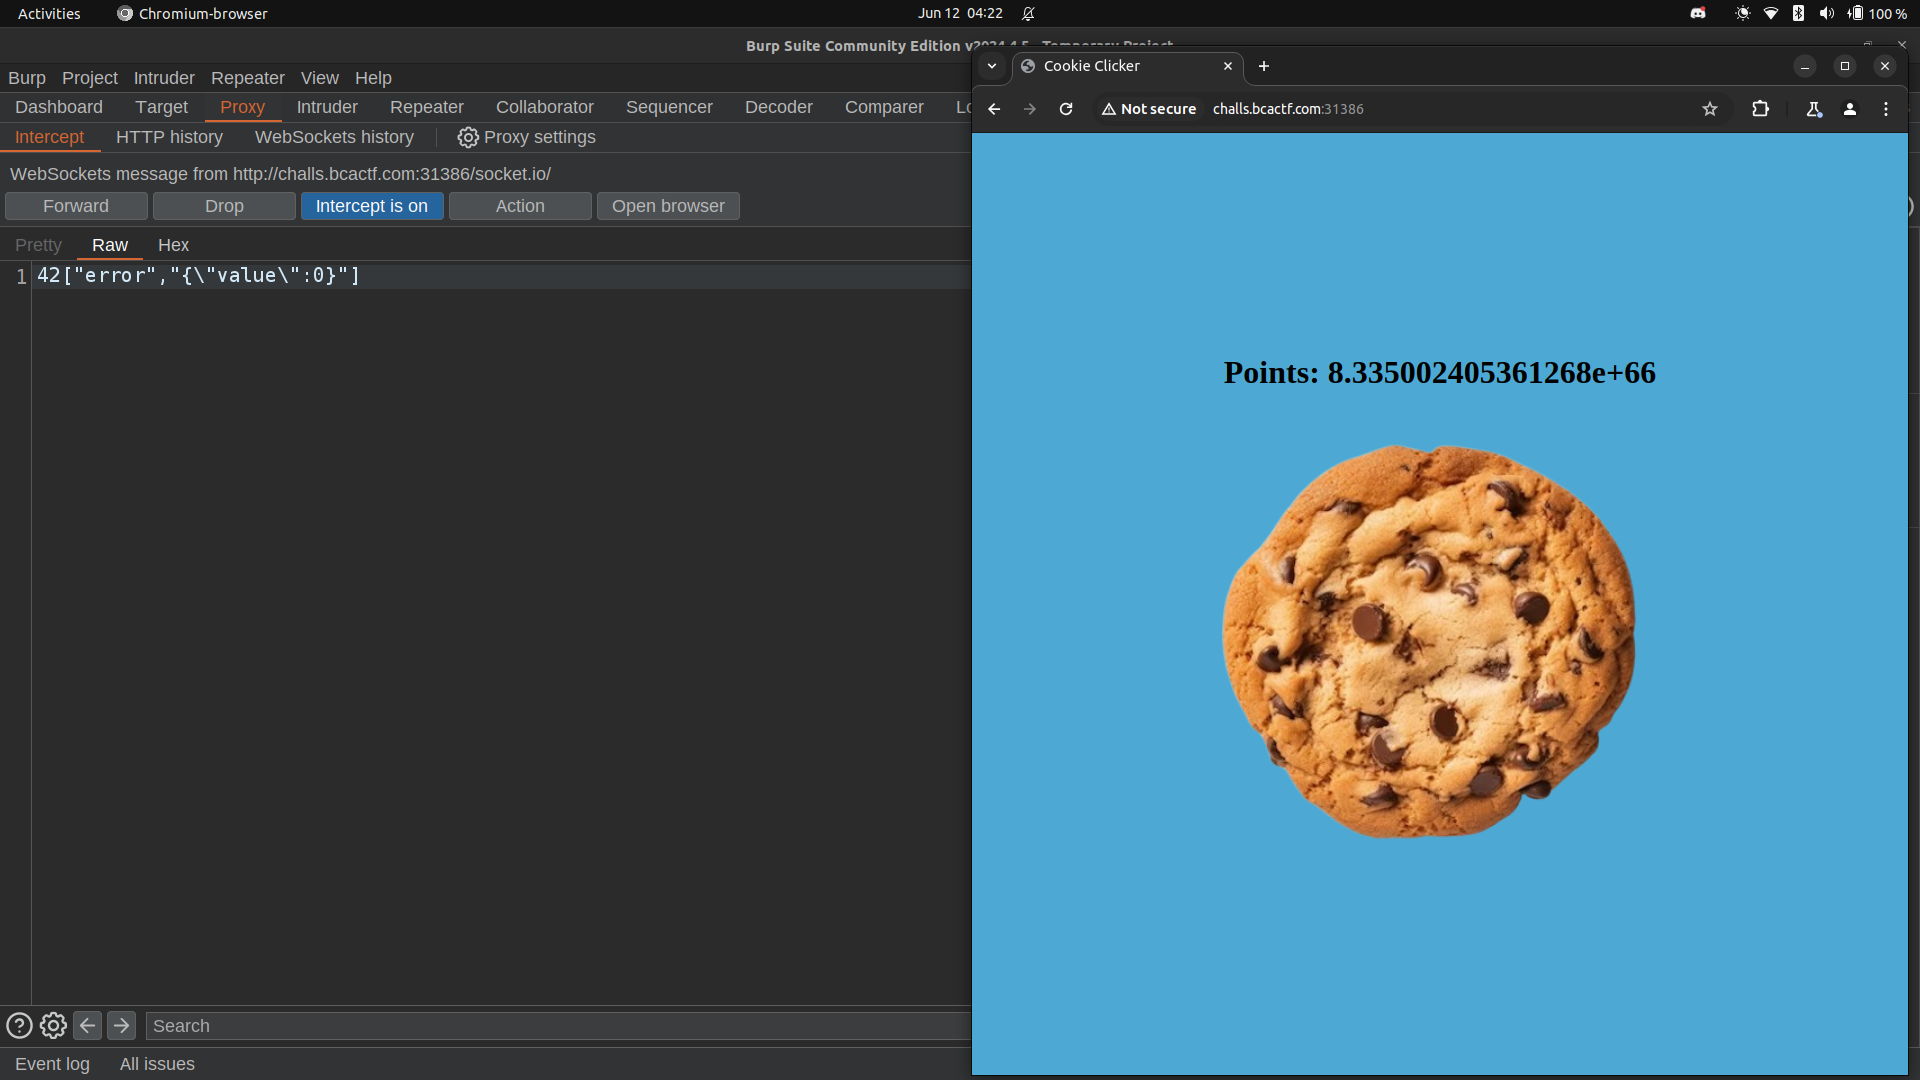 Activities Chromium-browser Jun 12 04:22 100 %
Burp Suite Community Edition
Burp Project Intruder Repeater View Help
Dashboard Target Proxy Intruder Repeater Collaborator Sequencer Decoder Comparer
Intercept HTTP history WebSockets history Proxy settings
WebSockets message from http://challs.bcactf.com:31386/socket.io/
Forward Drop Intercept is on Action Open browser
Pretty Raw Hex
1 42["error","{\"value\":0}"]
Search
Event log All issues
Cookie Clicker
Not secure challs.bcactf.com:31386
Points: 8.335002405361268e+66